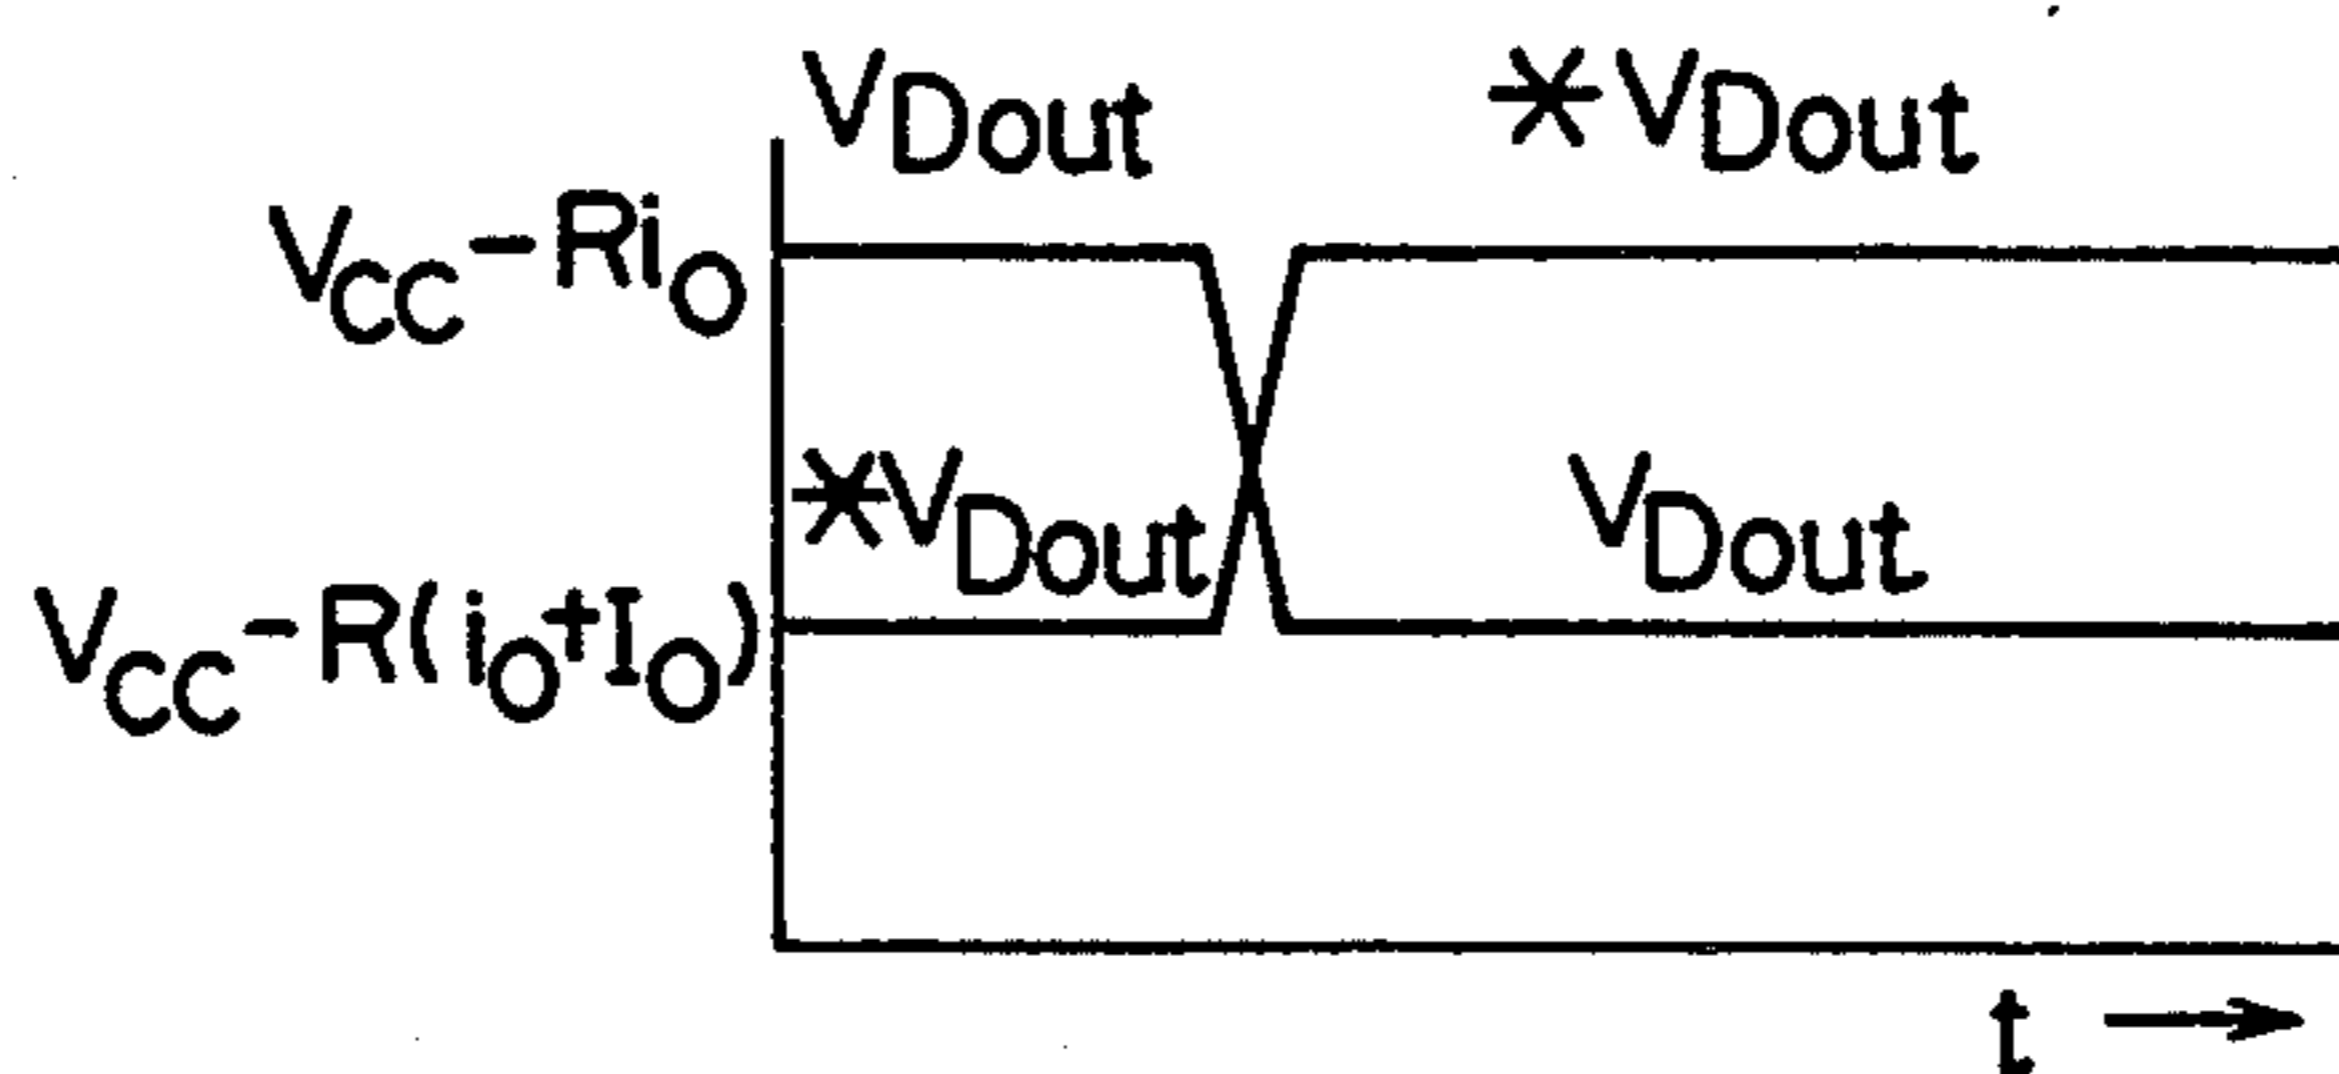 VDout *VDout
VCC-RiO
*VDout VDout
VCC-R(iO+IO)
t